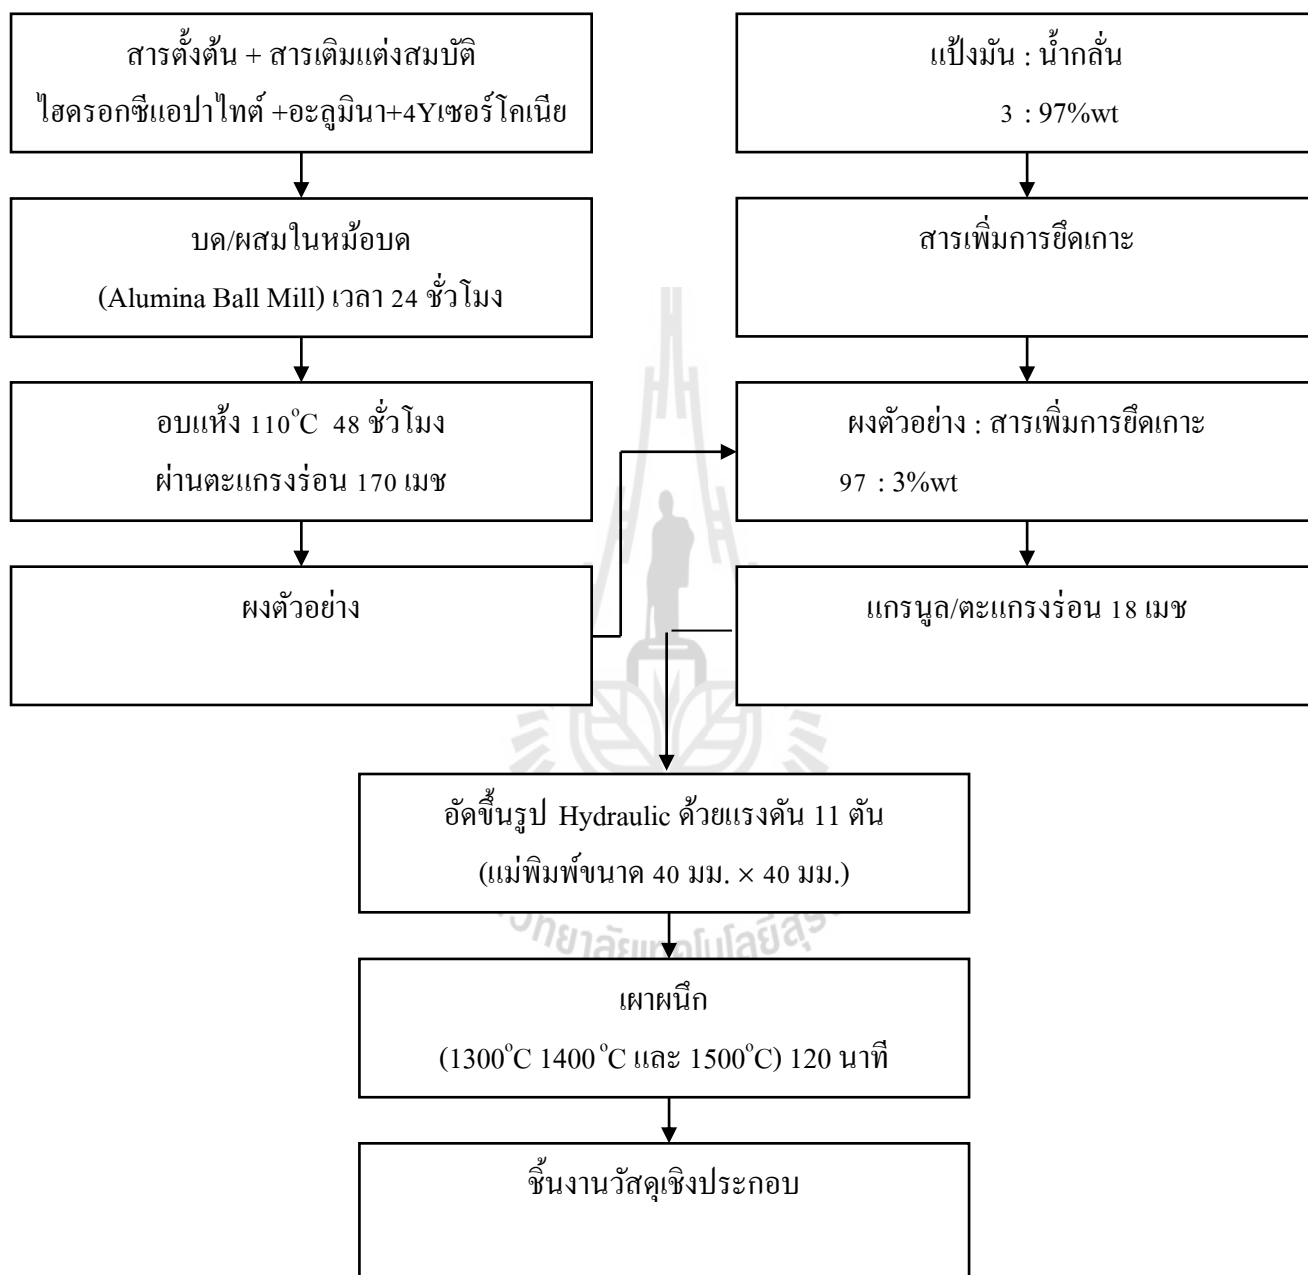 สารตั้งต้น + สารเติมแต่งสมบัติ
ไฮดรอกซีแอปาไทต์ +อะลูมินา+4Yเซอร์โคเนีย
บด/ผสมในหม้อบด
(Alumina Ball Mill) เวลา 24 ชั่วโมง
อบแห้ง 110°C 48 ชั่วโมง
ผ่านตะแกรงร่อน 170 เมช
ผงตัวอย่าง
แป้งมัน : น้ำกลั่น
3 : 97%wt
สารเพิ่มการยึดเกาะ
ผงตัวอย่าง : สารเพิ่มการยึดเกาะ
97 : 3%wt
แกรนูล/ตะแกรงร่อน 18 เมช
อัดขึ้นรูป Hydraulic ด้วยแรงดัน 11 ตัน
(แม่พิมพ์ขนาด 40 มม. × 40 มม.)
เผาผนึก
(1300°C 1400°C และ 1500°C) 120 นาที
ชิ้นงานวัสดุเชิงประกอบ